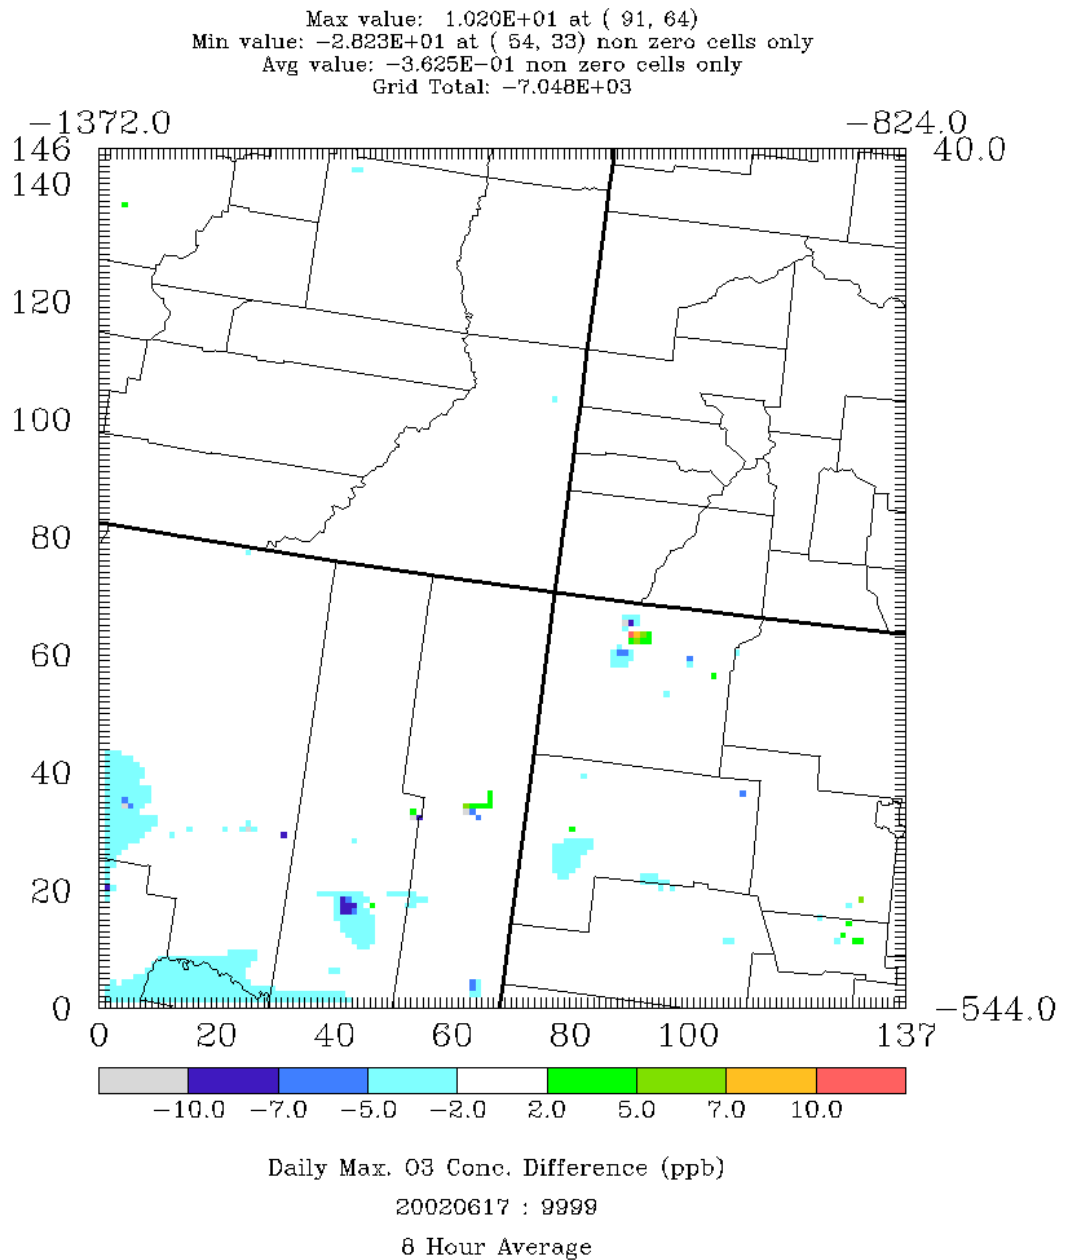 Max value: 1.020E+01 at ( 91, 64)
Min value: −2.823E+01 at ( 54, 33) non zero cells only
Avg value: −3.625E−01 non zero cells only
Grid Total: −7.048E+03
−1372.0 −824.0
146 40.0
140
120
100
80
60
40
20
0 −544.0
0 20 40 60 80 100 137
−10.0 −7.0 −5.0 −2.0 2.0 5.0 7.0 10.0
Daily Max. O3 Conc. Difference (ppb)
20020617 : 9999
8 Hour Average